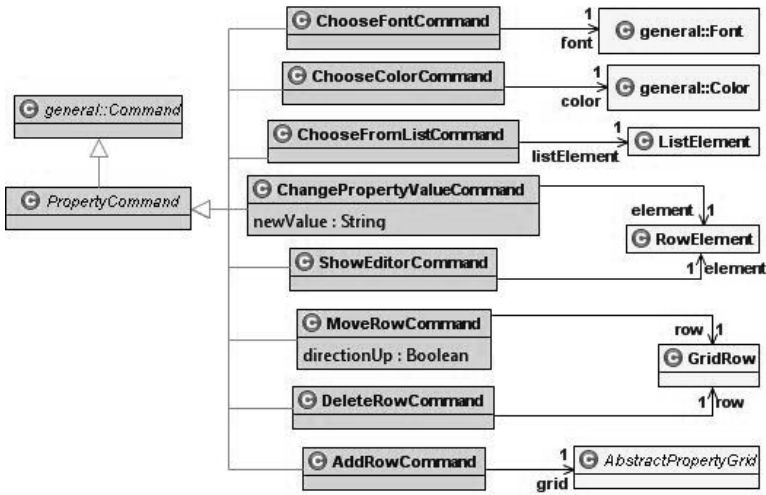 ChooseFontCommand
1
font
general::Font
ChooseColorCommand
1
color
general::Color
general::Command
ChooseFromListCommand
1
listElement
ListElement
PropertyCommand
ChangePropertyValueCommand
newValue : String
element 1
RowElement
ShowEditorCommand
1 element
MoveRowCommand
directionUp : Boolean
row 1
GridRow
DeleteRowCommand
1 row
AddRowCommand
1
grid
AbstractPropertyGrid